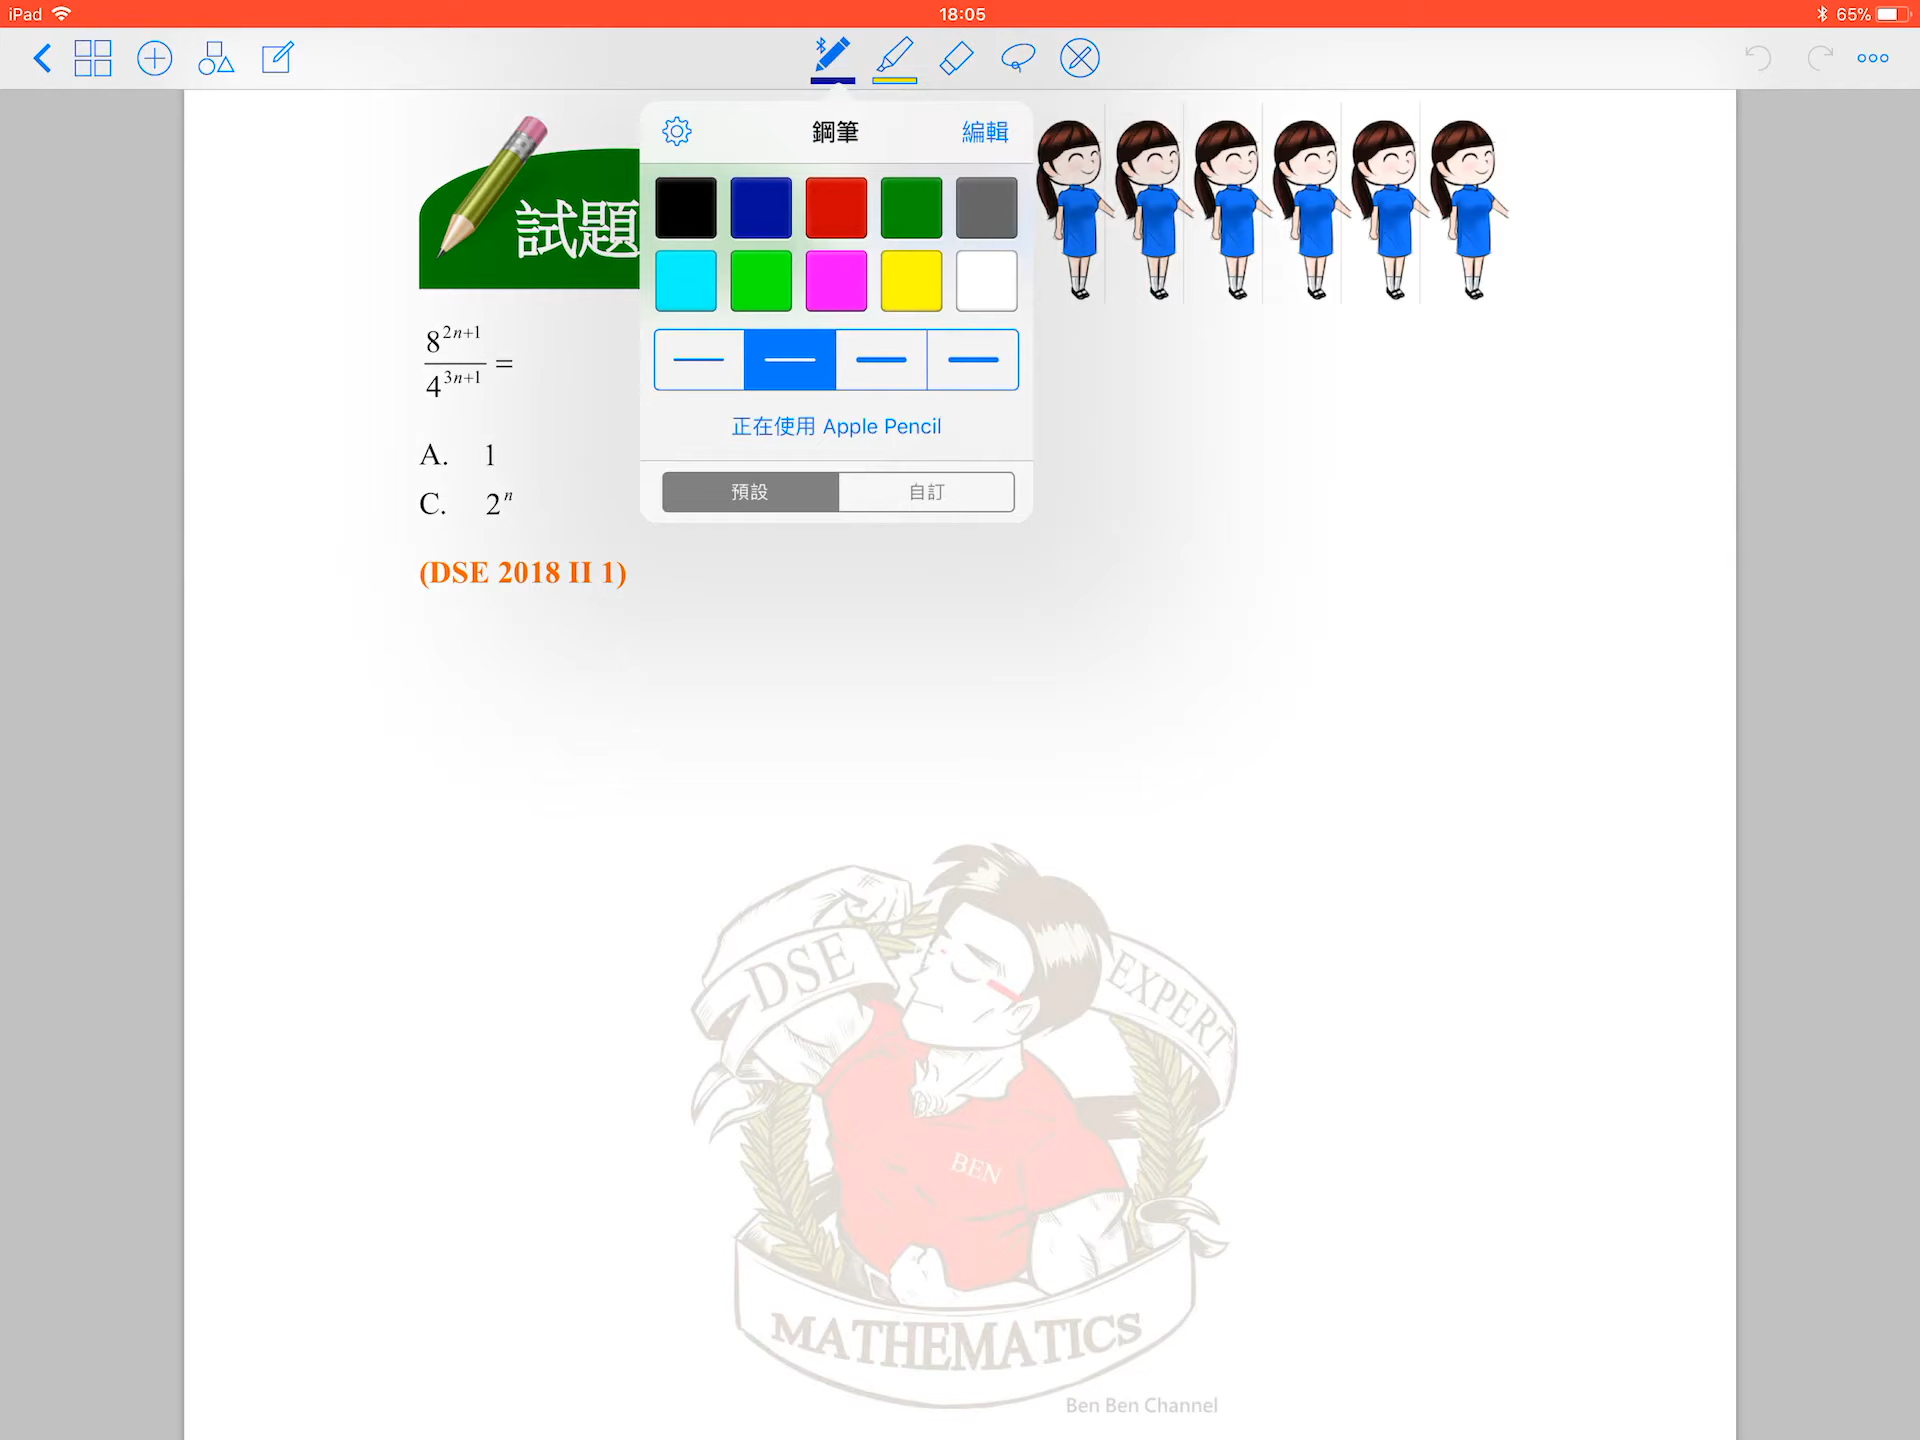 iPad 18:05 65%
鋼筆 編輯
試題
8^{2n+1}
4^{3n+1} =
正在使用 Apple Pencil
A. 1
預設 自訂
C. 2^n
(DSE 2018 II 1)
DSE EXPERT
BEN
MATHEMATICS
Ben Ben Channel